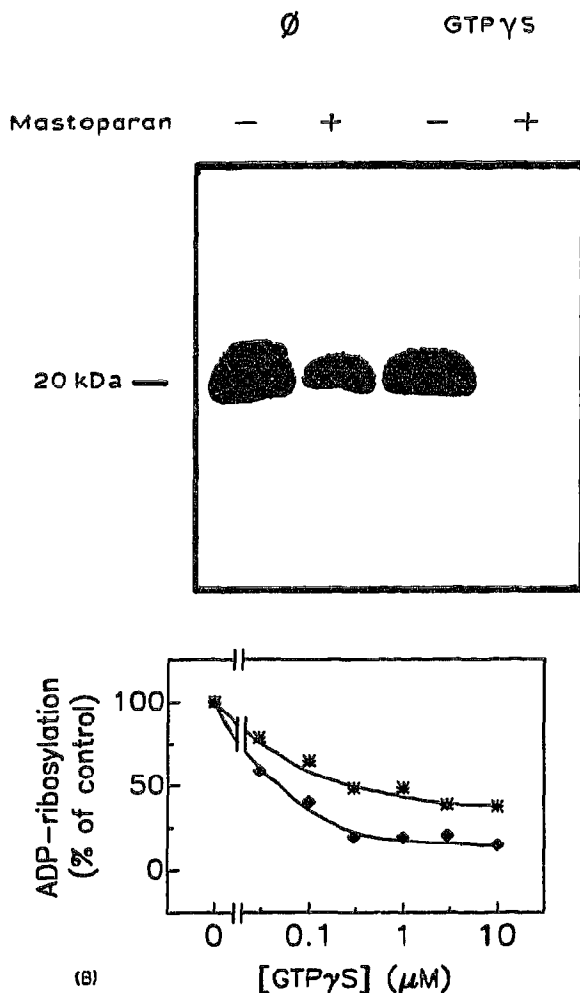 Ø GTPγS
Mastoparan − + − +
20 kDa —
ADP-ribosylation
(% of control)
100
50
0
0 0.1 1 10
[GTPγS] (μM)
(B)